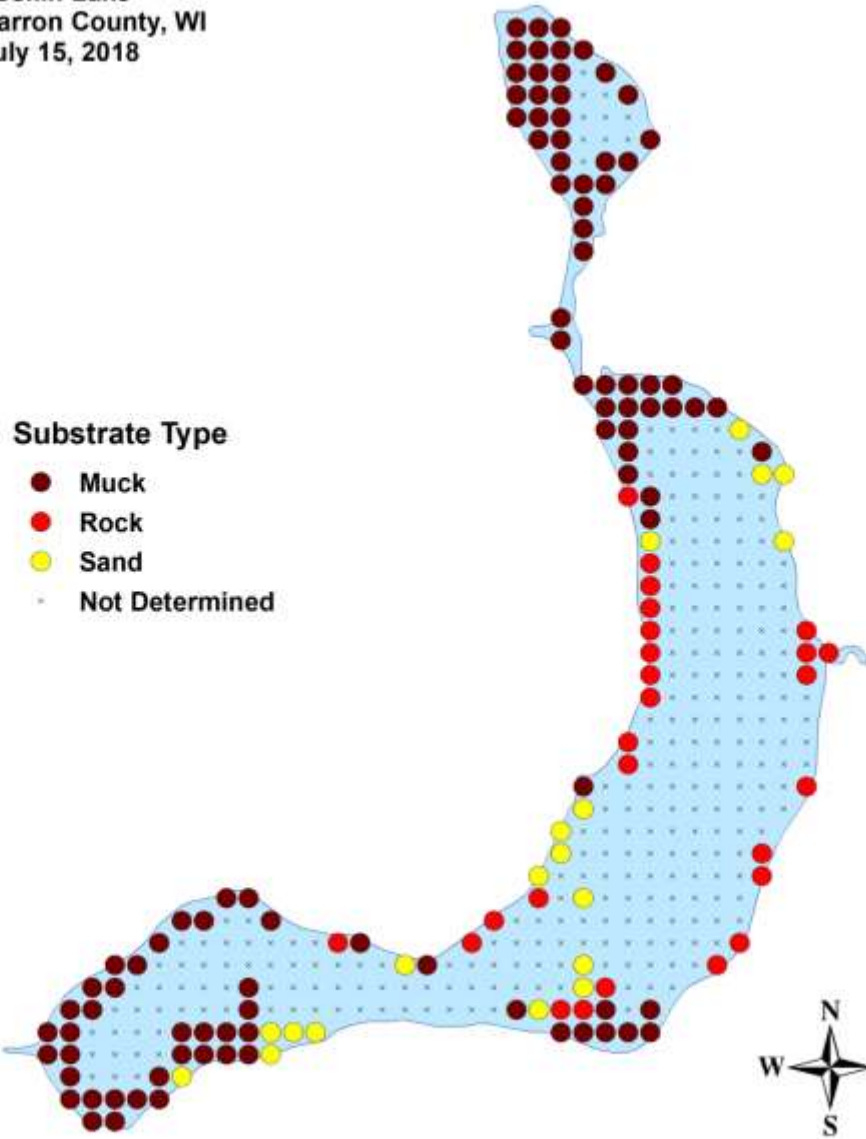 arron County, WI
uly 15, 2018
Substrate Type
Muck
Rock
Sand
Not Determined
N
W
S